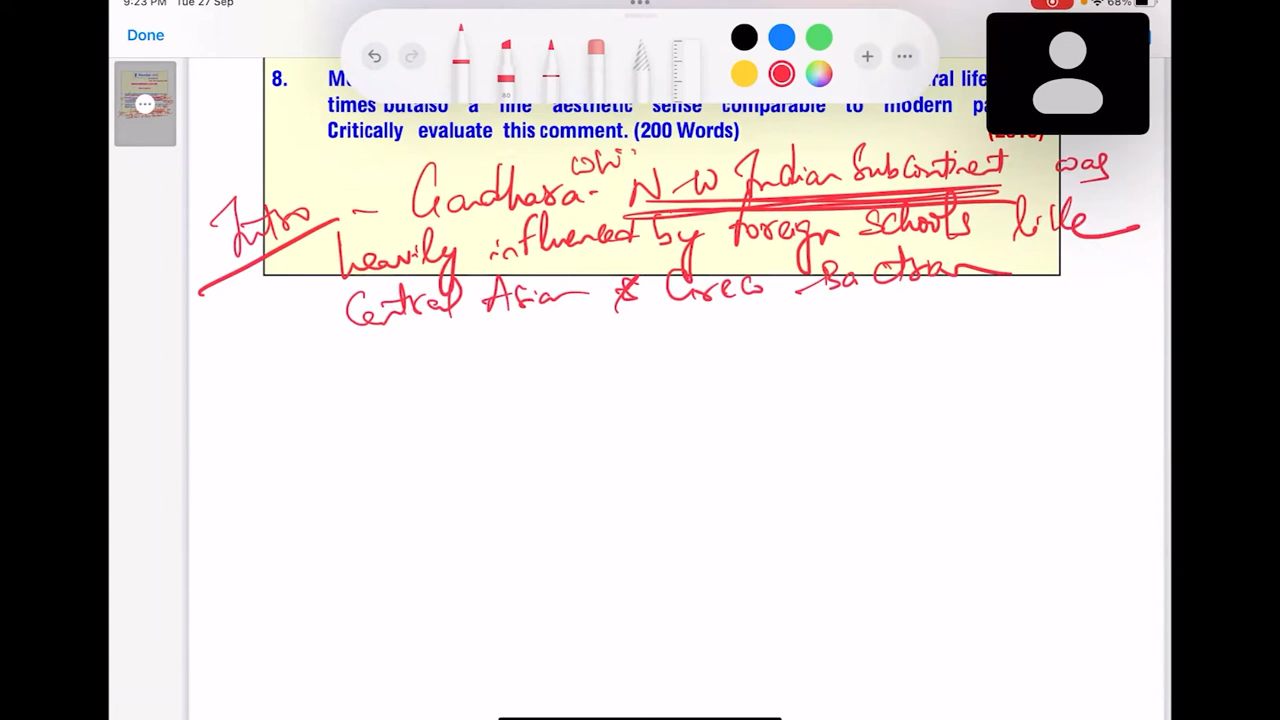 9:23 PM Tue 27 Sep 68%
Done
8. ral life
times butalso a fine aesthetic sense comparable to modern pa
Critically evaluate this comment. (200 Words)
Intro - Gandhara - N-W Indian Subcontinent was
heavily influenced by foreign schools like
Central Asian & Greco-Bactrian